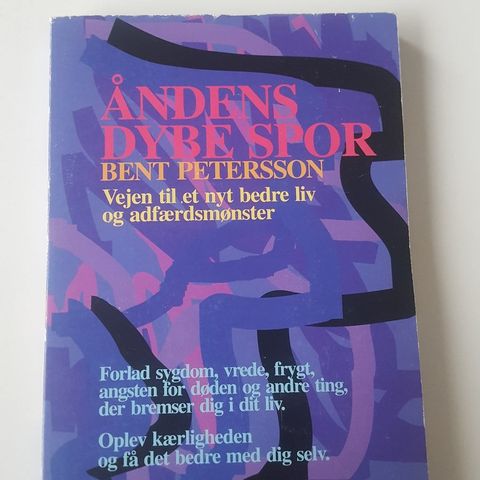 ÅNDENS
DYBE SPOR
BENT PETERSSON
Vejen til et nyt bedre liv
og adfærdsmønster
Forlad sygdom, vrede, frygt,
angsten for døden og andre ting,
der bremser dig i dit liv.
Oplev kærligheden
og få det bedre med dig selv.